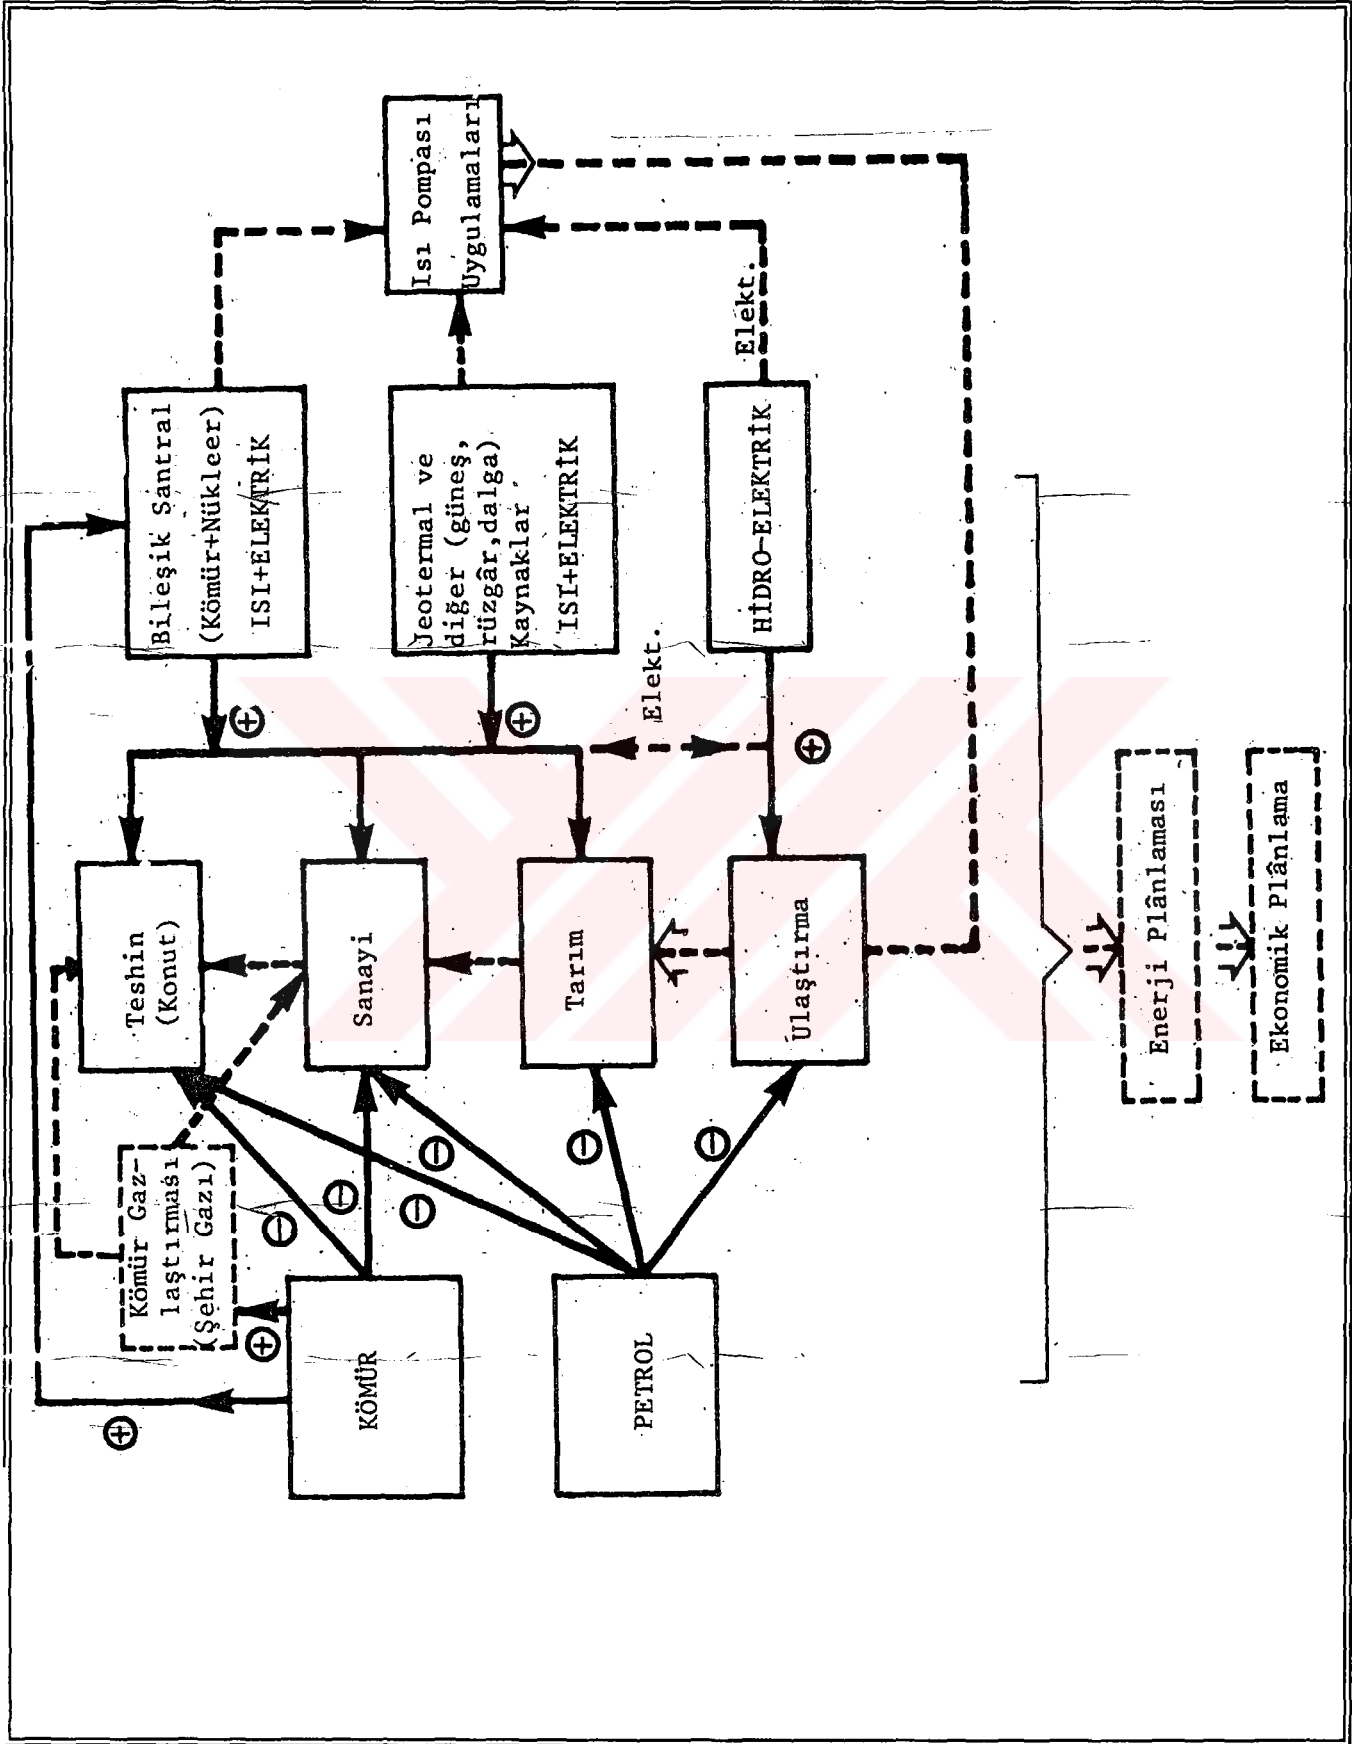 Kömür Gaz-
laştırması
(Şehir Gazı)
Teshin
(Konut)
Bileşik Santral
(Kömür+Nükleer)
ISI+ELEKTRİK
KÖMÜR
Sanayi
Jeotermal ve
diğer (güneş,
rüzgâr,dalga)
Kaynaklar
ISI+ELEKTRİK
Isı Pompası
Uygulamaları
PETROL
Tarım
Elekt.
Ulaştırma
HİDRO-ELEKTRİK
Elekt.
Enerji Plânlaması
Ekonomik Plânlama